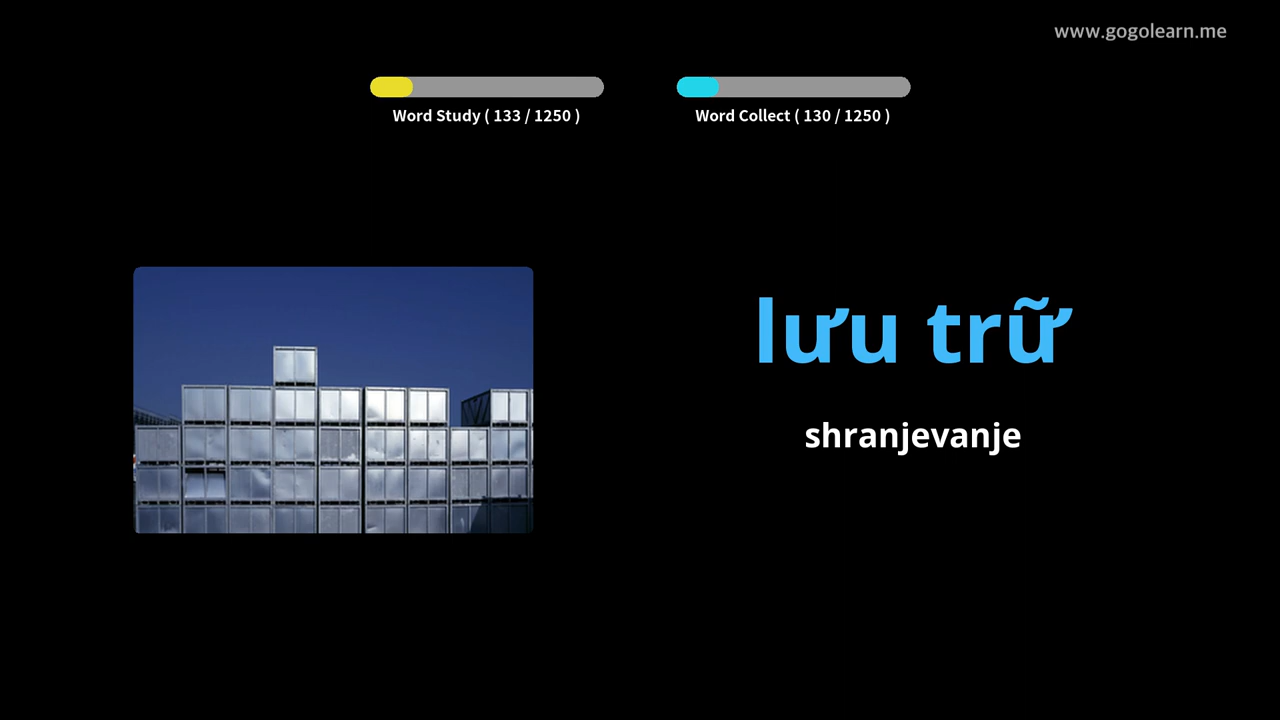 www.gogolearn.me
Word Study ( 133 / 1250 )
Word Collect ( 130 / 1250 )
lưu trữ
shranjevanje